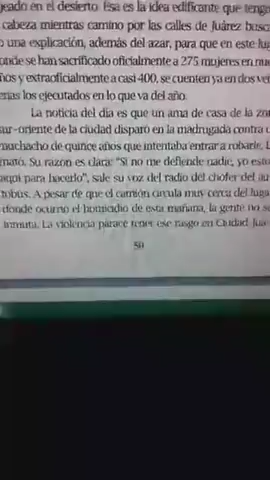 jeado en el desierto. Esa es la idea edificante que teng
cabeza mientras camino por las calles de Juárez busc
o una explicación, además del azar, para que en este lug
onde se han sacrificado oficialmente a 275 mujeres en nue
ños y extraoficialmente a casi 400, se cuenten ya en dos ver
enas los ejecutados en lo que va del año.
La noticia del día es que un ama de casa de la zo
sur-oriente de la ciudad disparó en la madrugada contra u
muchacho de quince años que intentaba entrar a robarle. L
mató. Su razón es clara: "Si no me defiende nadie, yo esto
aquí para hacerlo", sale su voz del radio del chofer del au
tobús. A pesar de que el camión circula muy cerca del luga
donde ocurrió el homicidio de esta mañana, la gente no se
inmuta. La violencia parace tener ese rasgo en Ciudad Juá
50